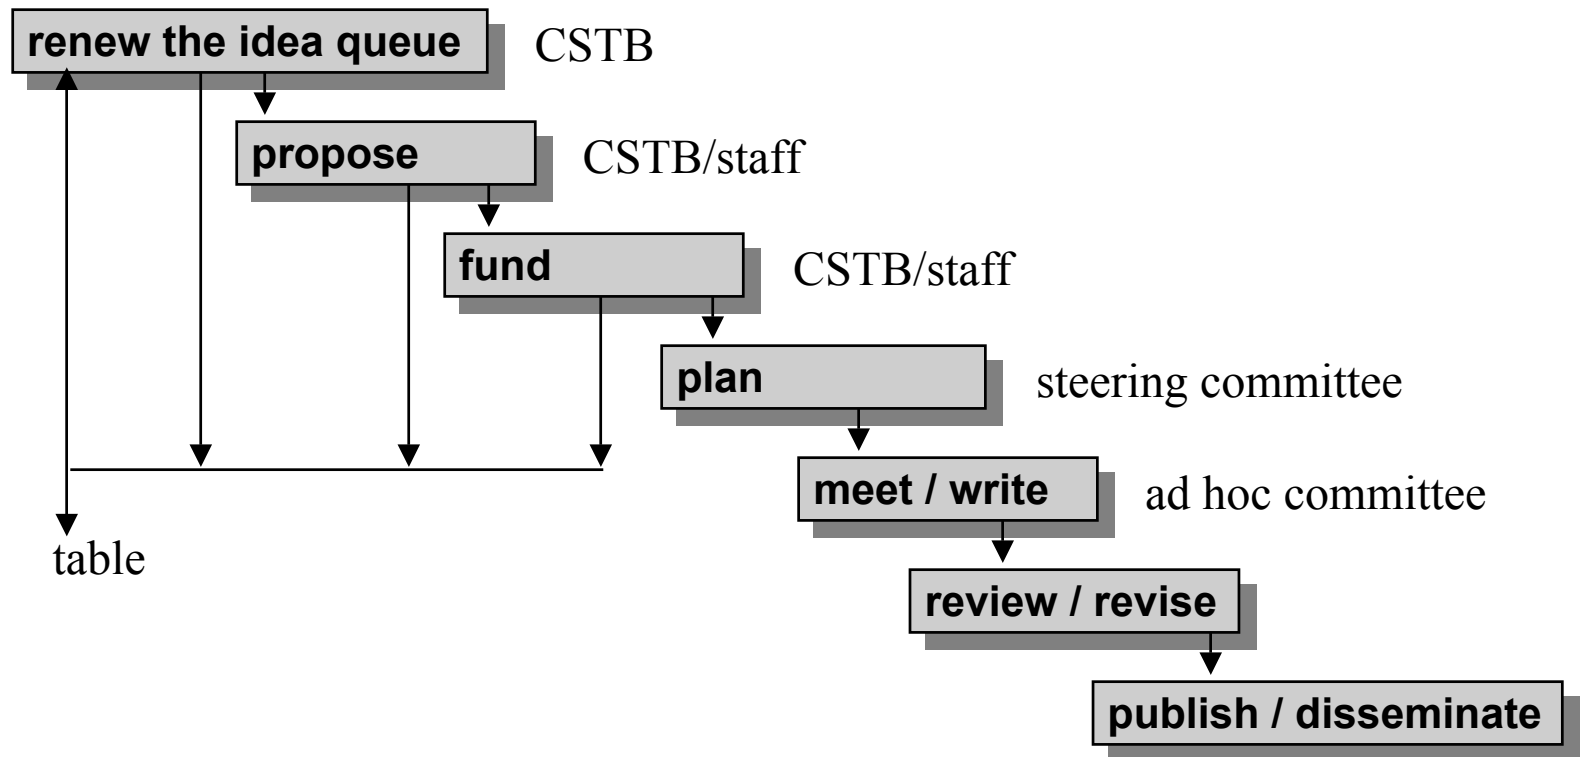 renew the idea queue CSTB
propose CSTB/staff
fund CSTB/staff
plan steering committee
meet / write ad hoc committee
table
review / revise
publish / disseminate